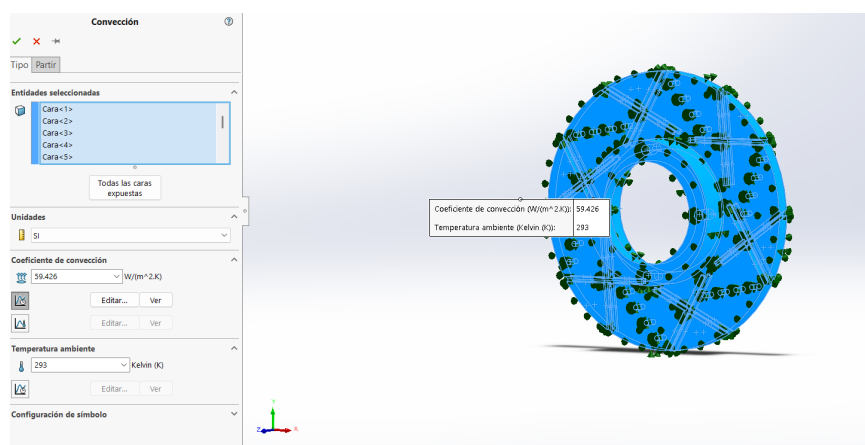 Convección
Tipo Partir
Entidades seleccionadas
Cara<1>
Cara<2>
Cara<3>
Cara<4>
Cara<5>
Todas las caras
expuestas
Unidades
SI
Coeficiente de convección
59.426 W/(m^2.K)
Editar... Ver
Editar... Ver
Temperatura ambiente
293 Kelvin (K)
Editar... Ver
Configuración de símbolo
Coeficiente de convección (W/(m^2.K)): 59.426
Temperatura ambiente (Kelvin (K)): 293
Y
Z X